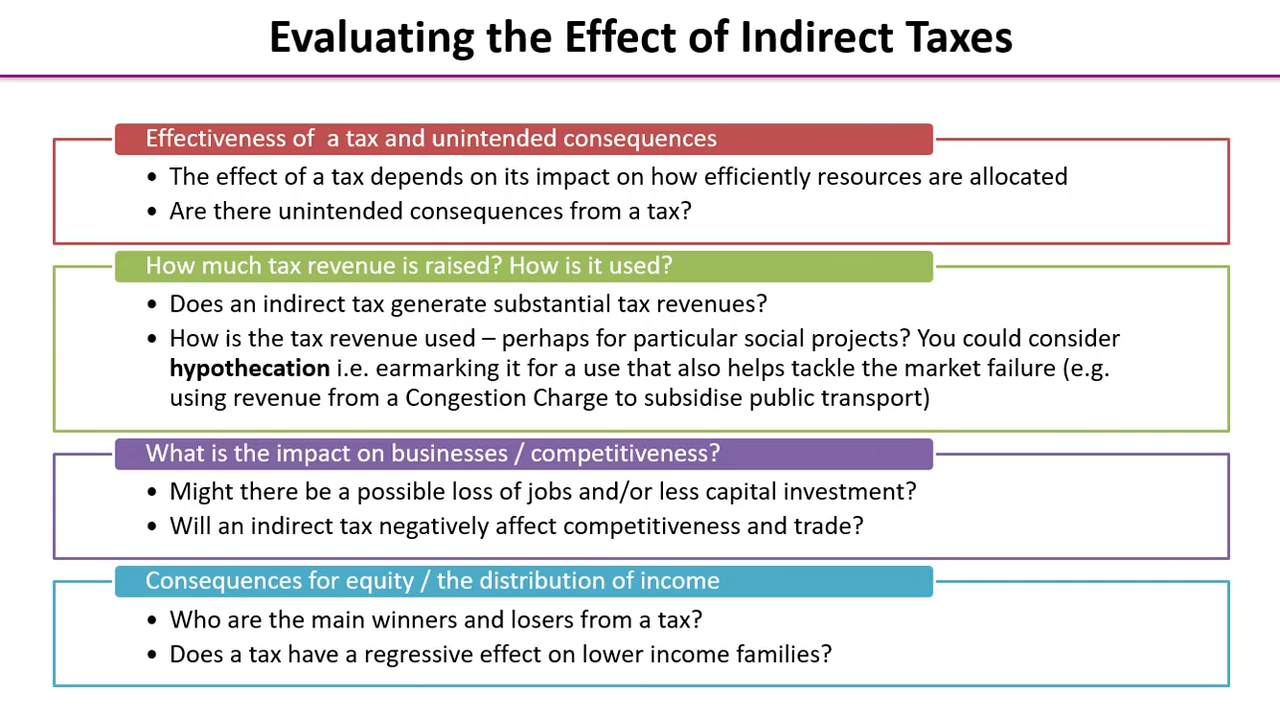 Evaluating the Effect of Indirect Taxes
Effectiveness of  a tax and unintended consequences
• The effect of a tax depends on its impact on how efficiently resources are allocated
• Are there unintended consequences from a tax?
How much tax revenue is raised? How is it used?
• Does an indirect tax generate substantial tax revenues?
• How is the tax revenue used – perhaps for particular social projects? You could consider
hypothecation i.e. earmarking it for a use that also helps tackle the market failure (e.g.
using revenue from a Congestion Charge to subsidise public transport)
What is the impact on businesses / competitiveness?
• Might there be a possible loss of jobs and/or less capital investment?
• Will an indirect tax negatively affect competitiveness and trade?
Consequences for equity / the distribution of income
• Who are the main winners and losers from a tax?
• Does a tax have a regressive effect on lower income families?